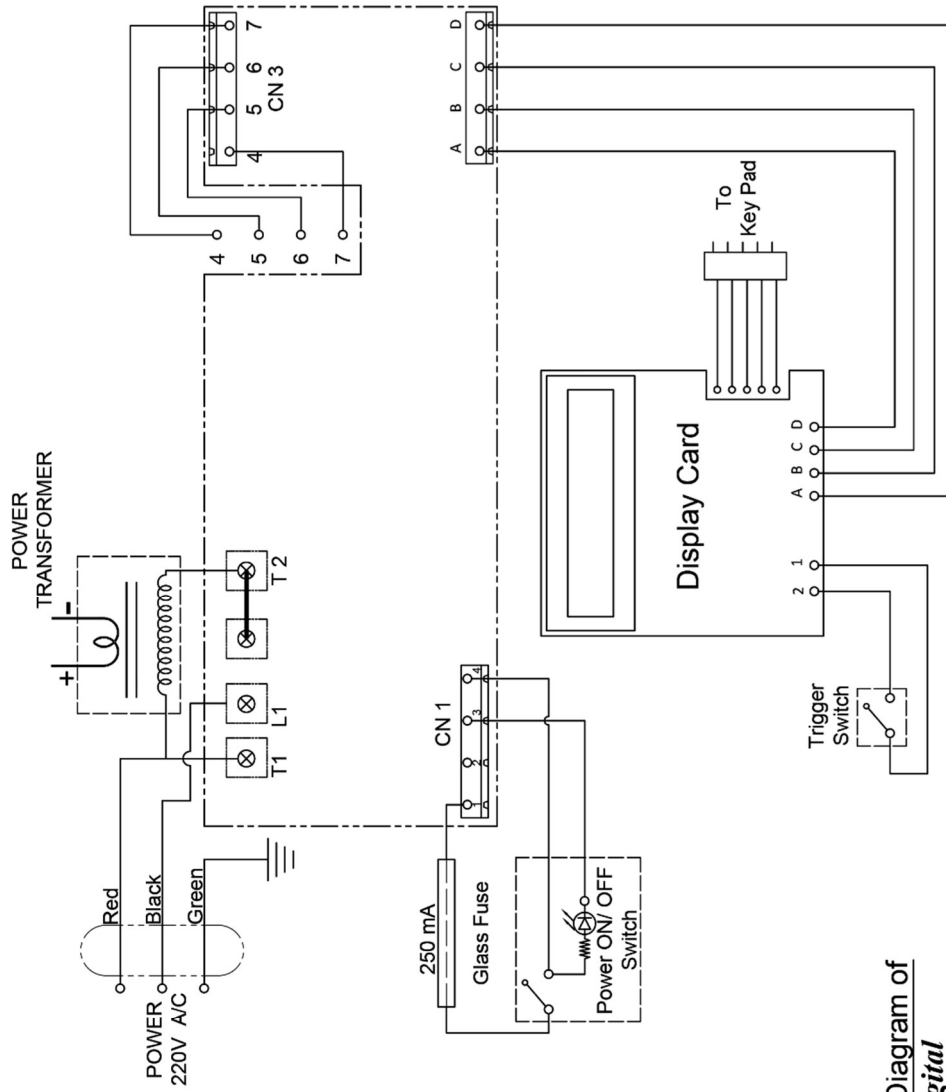 POWER
TRANSFORMER
+
-
Red
Black
Green
POWER
220V A/C
T1
L1
T2
4
5
6
7
4 5 6 7
CN 3
A B C D
CN 1
1 2 3 4
250 mA
Glass Fuse
Power ON/ OFF
Switch
Display Card
To
Key Pad
2 1 A B C D
Trigger
Switch
Diagram of